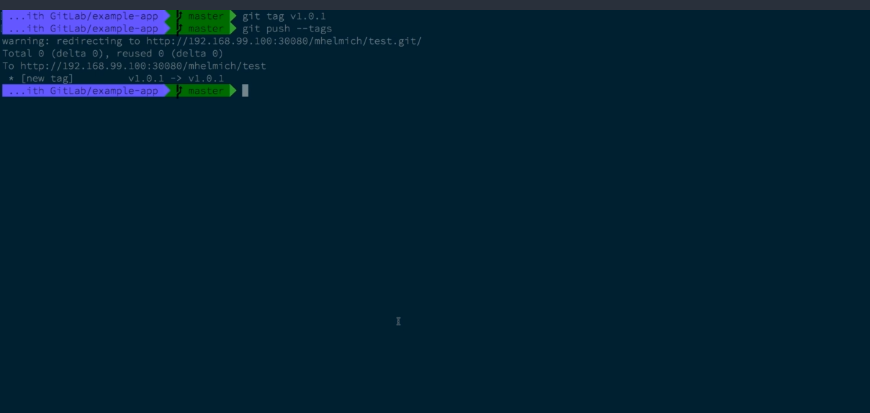 ...ith GitLab/example-app master git tag v1.0.1
...ith GitLab/example-app master git push --tags
warning: redirecting to http://192.168.99.100:30080/mhelmich/test.git/
Total 0 (delta 0), reused 0 (delta 0)
To http://192.168.99.100:30080/mhelmich/test
 * [new tag]         v1.0.1 -> v1.0.1
...ith GitLab/example-app master